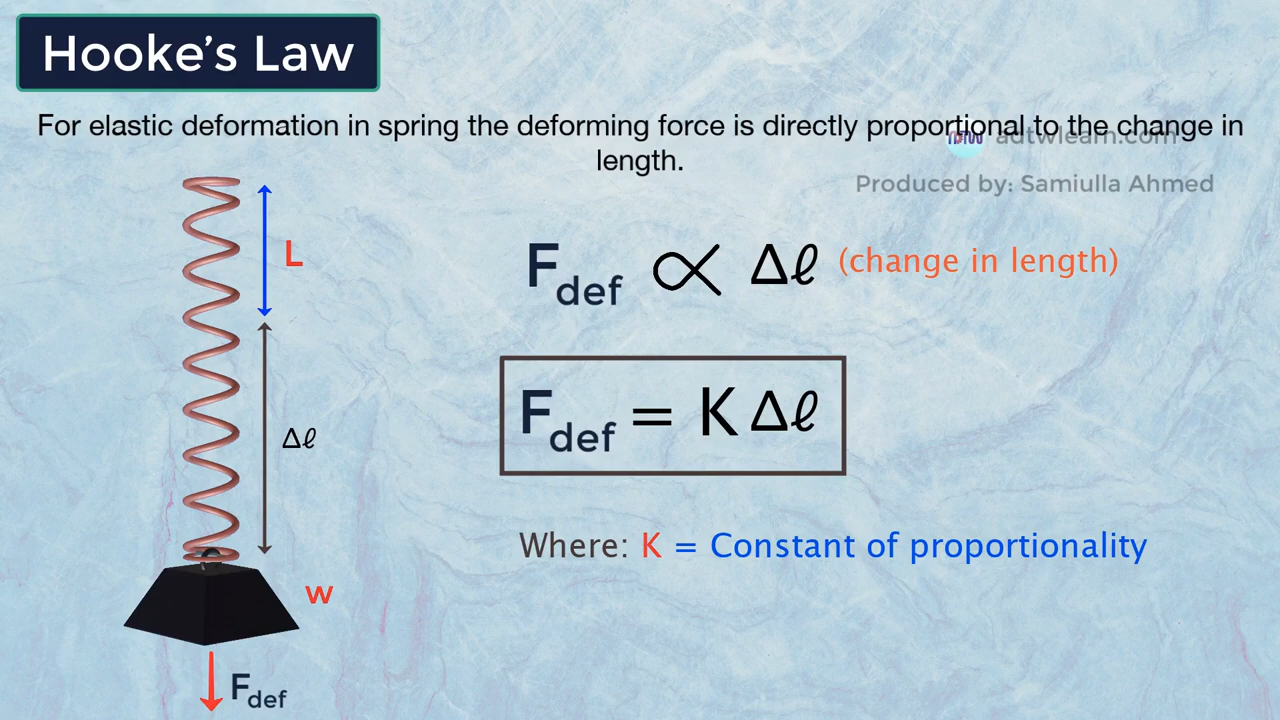 Hooke's Law
For elastic deformation in spring the deforming force is directly proportional to the change in
length.
adtwlearn.com
Produced by: Samiulla Ahmed
L
F def ∝ Δℓ (change in length)
F def = K Δℓ
Δℓ
Where: K = Constant of proportionality
w
F def